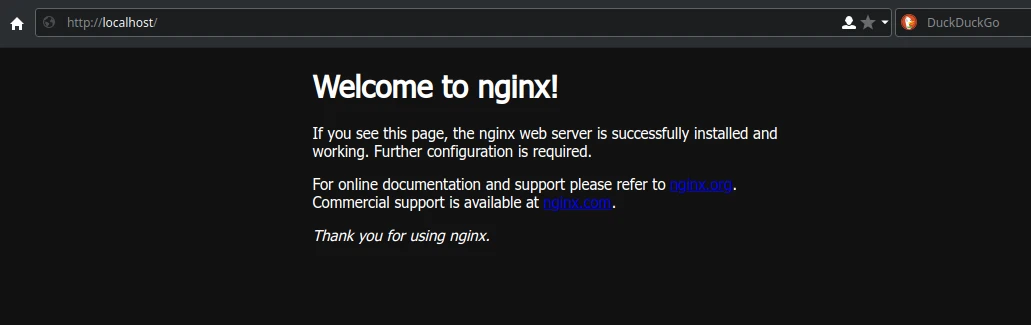 http://localhost/
DuckDuckGo
Welcome to nginx!
If you see this page, the nginx web server is successfully installed and
working. Further configuration is required.
For online documentation and support please refer to nginx.org.
Commercial support is available at nginx.com.
Thank you for using nginx.